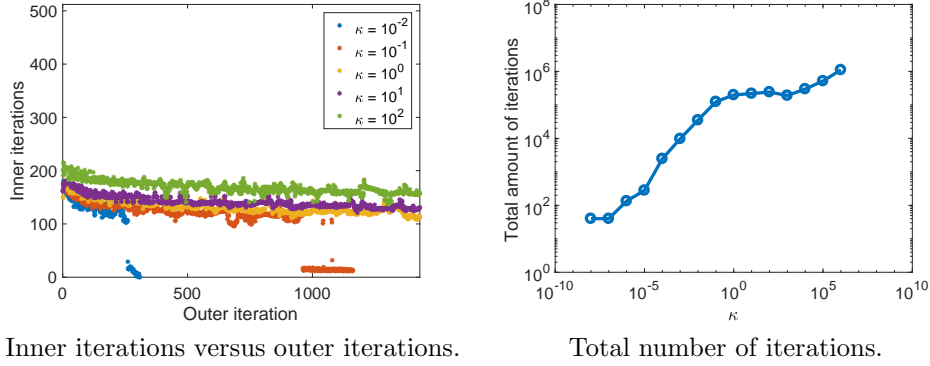 500
400
300
200
100
0
Inner iterations
0
500
1000
Outer iteration
κ = 10^-2
κ = 10^-1
κ = 10^0
κ = 10^1
κ = 10^2
Inner iterations versus outer iterations.
10^8
10^6
10^4
10^2
10^0
Total amount of iterations
10^-10
10^-5
10^0
10^5
10^10
κ
Total number of iterations.